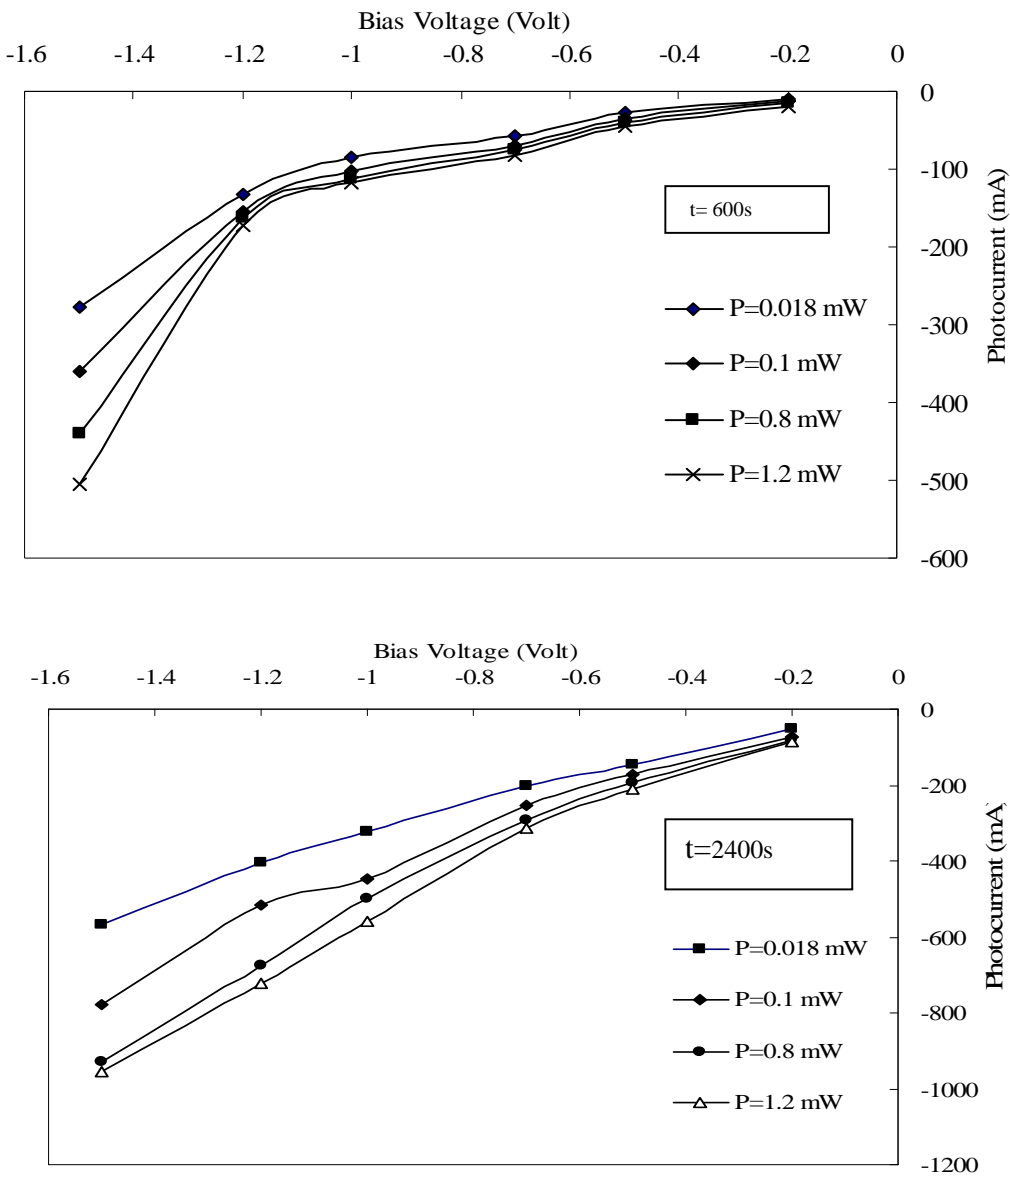 Bias Voltage (Volt)
-1.6 -1.4 -1.2 -1 -0.8 -0.6 -0.4 -0.2 0
0
-100
-200
-300
-400
-500
-600
Photocurrent (mA)
t= 600s
P=0.018 mW
P=0.1 mW
P=0.8 mW
P=1.2 mW
Bias Voltage (Volt)
-1.6 -1.4 -1.2 -1 -0.8 -0.6 -0.4 -0.2 0
0
-200
-400
-600
-800
-1000
-1200
Photocurrent (mA)
t=2400s
P=0.018 mW
P=0.1 mW
P=0.8 mW
P=1.2 mW